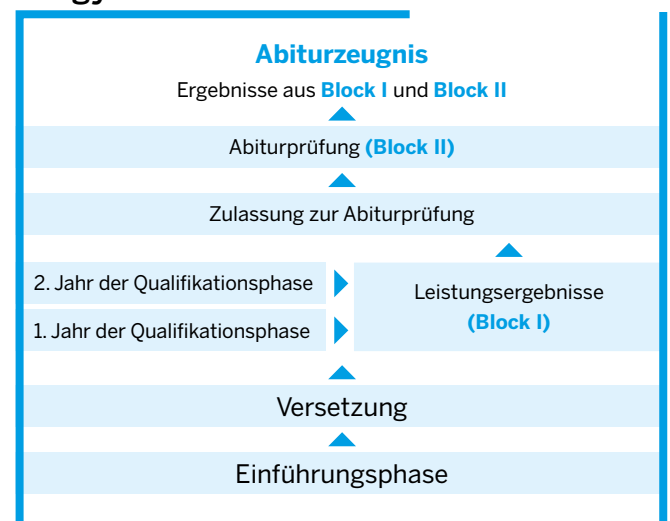 Abiturzeugnis
Ergebnisse aus Block I und Block II
Abiturprüfung (Block II)
Zulassung zur Abiturprüfung
2. Jahr der Qualifikationsphase
1. Jahr der Qualifikationsphase
Leistungsergebnisse
(Block I)
Versetzung
Einführungsphase